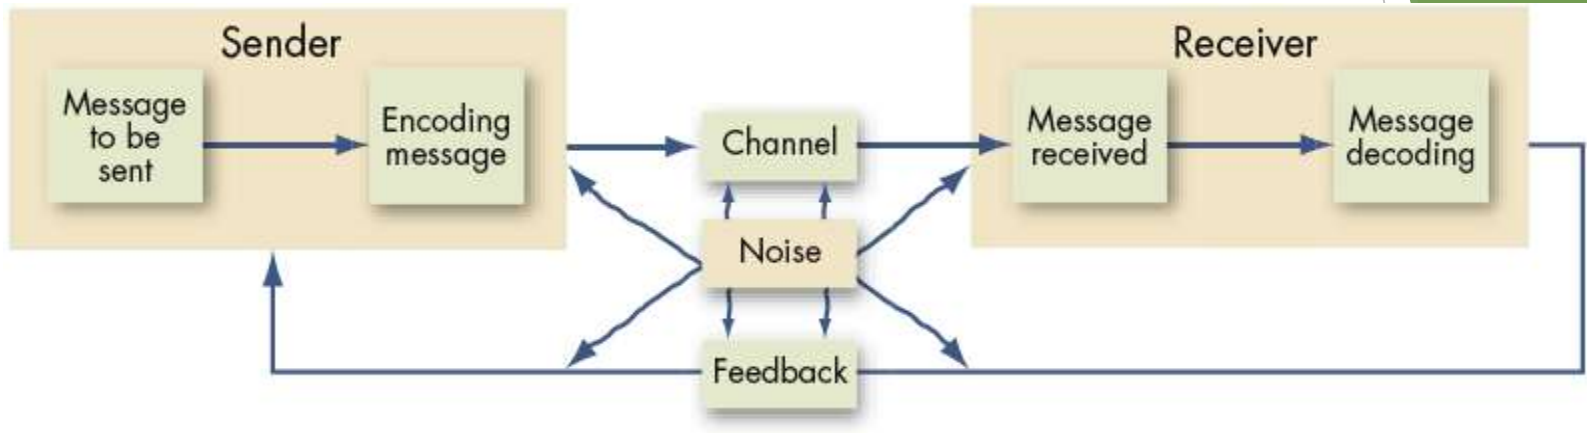 Sender
Message
to be
sent
Encoding
message
Channel
Noise
Feedback
Receiver
Message
received
Message
decoding